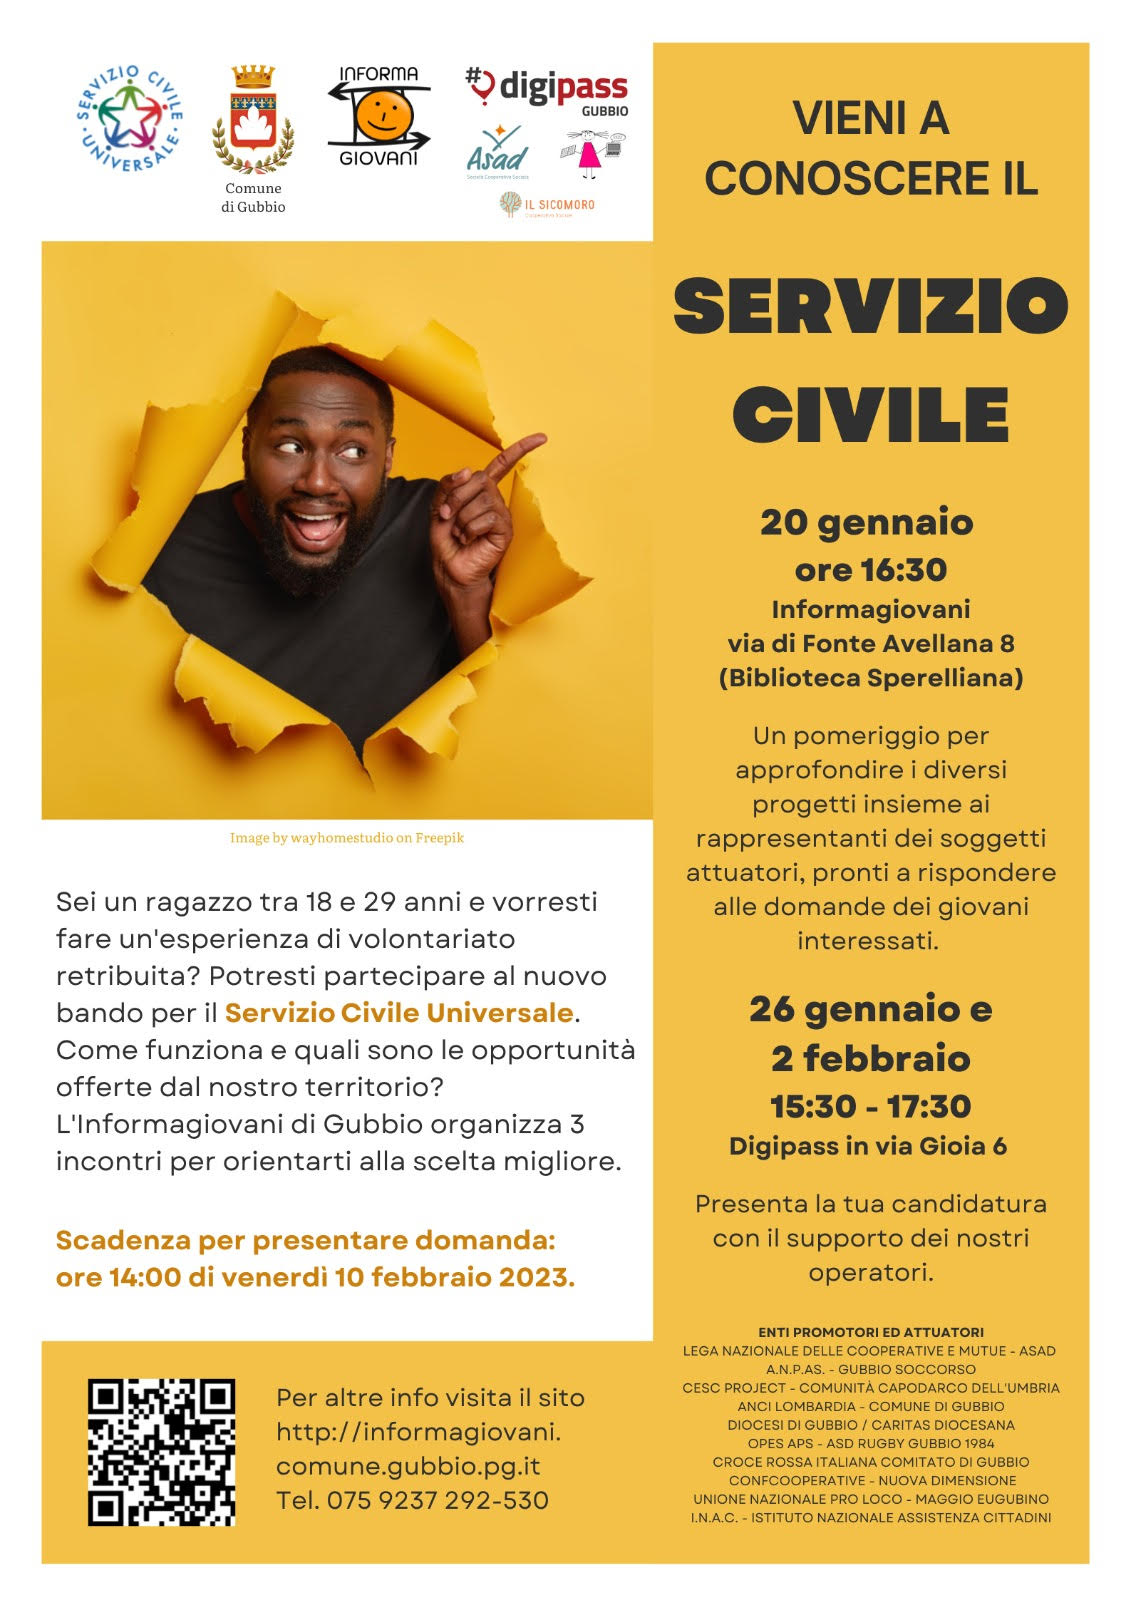 SERVIZIO CIVILE UNIVERSALE
Comune
di Gubbio
INFORMA
GIOVANI
#digipass
GUBBIO
Asad
Società Cooperativa Sociale
IL SICOMORO
Cooperativa Sociale
VIENI A
CONOSCERE IL
SERVIZIO
CIVILE
20 gennaio
ore 16:30
Informagiovani
via di Fonte Avellana 8
(Biblioteca Sperelliana)
Un pomeriggio per
approfondire i diversi
progetti insieme ai
rappresentanti dei soggetti
attuatori, pronti a rispondere
alle domande dei giovani
interessati.
26 gennaio e
2 febbraio
15:30 - 17:30
Digipass in via Gioia 6
Presenta la tua candidatura
con il supporto dei nostri
operatori.
ENTI PROMOTORI ED ATTUATORI
LEGA NAZIONALE DELLE COOPERATIVE E MUTUE - ASAD
A.N.P.AS. - GUBBIO SOCCORSO
CESC PROJECT - COMUNITÀ CAPODARCO DELL'UMBRIA
ANCI LOMBARDIA - COMUNE DI GUBBIO
DIOCESI DI GUBBIO / CARITAS DIOCESANA
OPES APS - ASD RUGBY GUBBIO 1984
CROCE ROSSA ITALIANA COMITATO DI GUBBIO
CONFCOOPERATIVE - NUOVA DIMENSIONE
UNIONE NAZIONALE PRO LOCO - MAGGIO EUGUBINO
I.N.A.C. - ISTITUTO NAZIONALE ASSISTENZA CITTADINI
Image by wayhomestudio on Freepik
Sei un ragazzo tra 18 e 29 anni e vorresti
fare un'esperienza di volontariato
retribuita? Potresti partecipare al nuovo
bando per il Servizio Civile Universale.
Come funziona e quali sono le opportunità
offerte dal nostro territorio?
L'Informagiovani di Gubbio organizza 3
incontri per orientarti alla scelta migliore.
Scadenza per presentare domanda:
ore 14:00 di venerdì 10 febbraio 2023.
Per altre info visita il sito
http://informagiovani.
comune.gubbio.pg.it
Tel. 075 9237 292-530